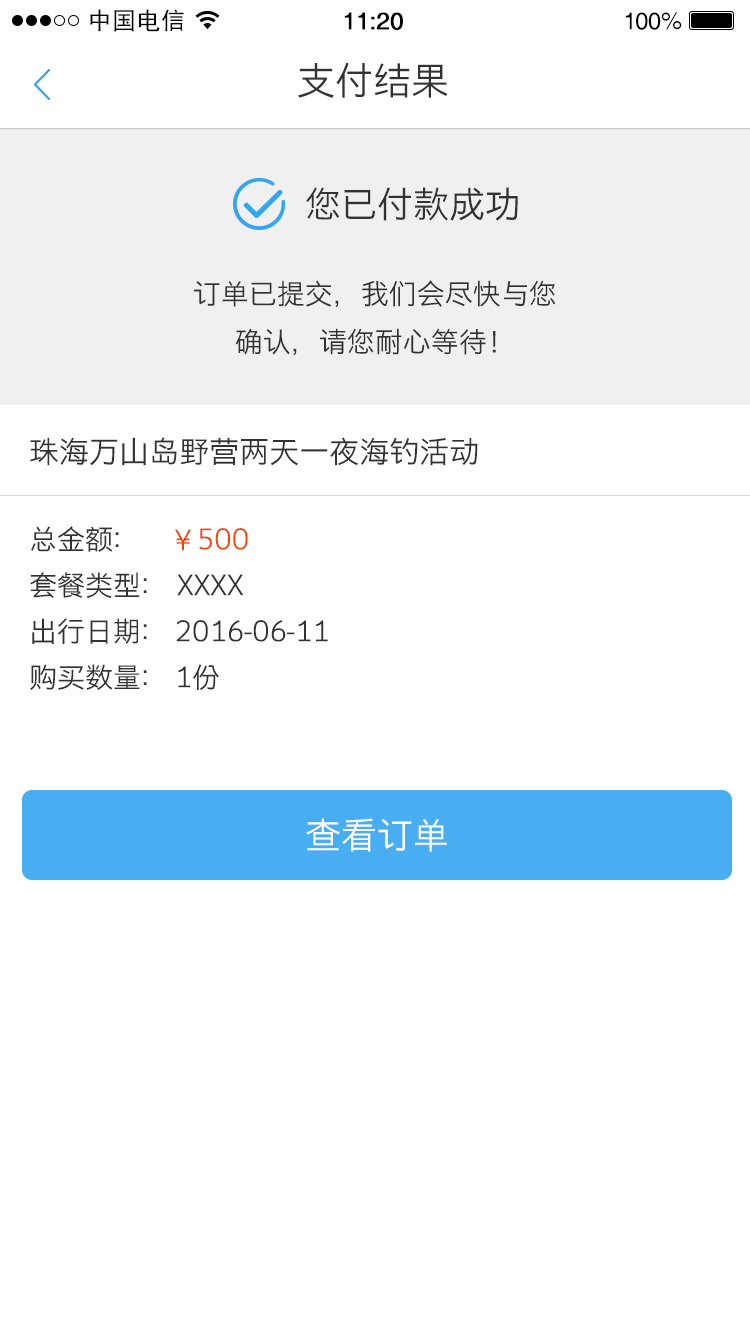 中国电信 11:20 100%
支付结果
您已付款成功
订单已提交，我们会尽快与您
确认，请您耐心等待！
珠海万山岛野营两天一夜海钓活动
总金额: ¥500
套餐类型: XXXX
出行日期: 2016-06-11
购买数量: 1份
查看订单